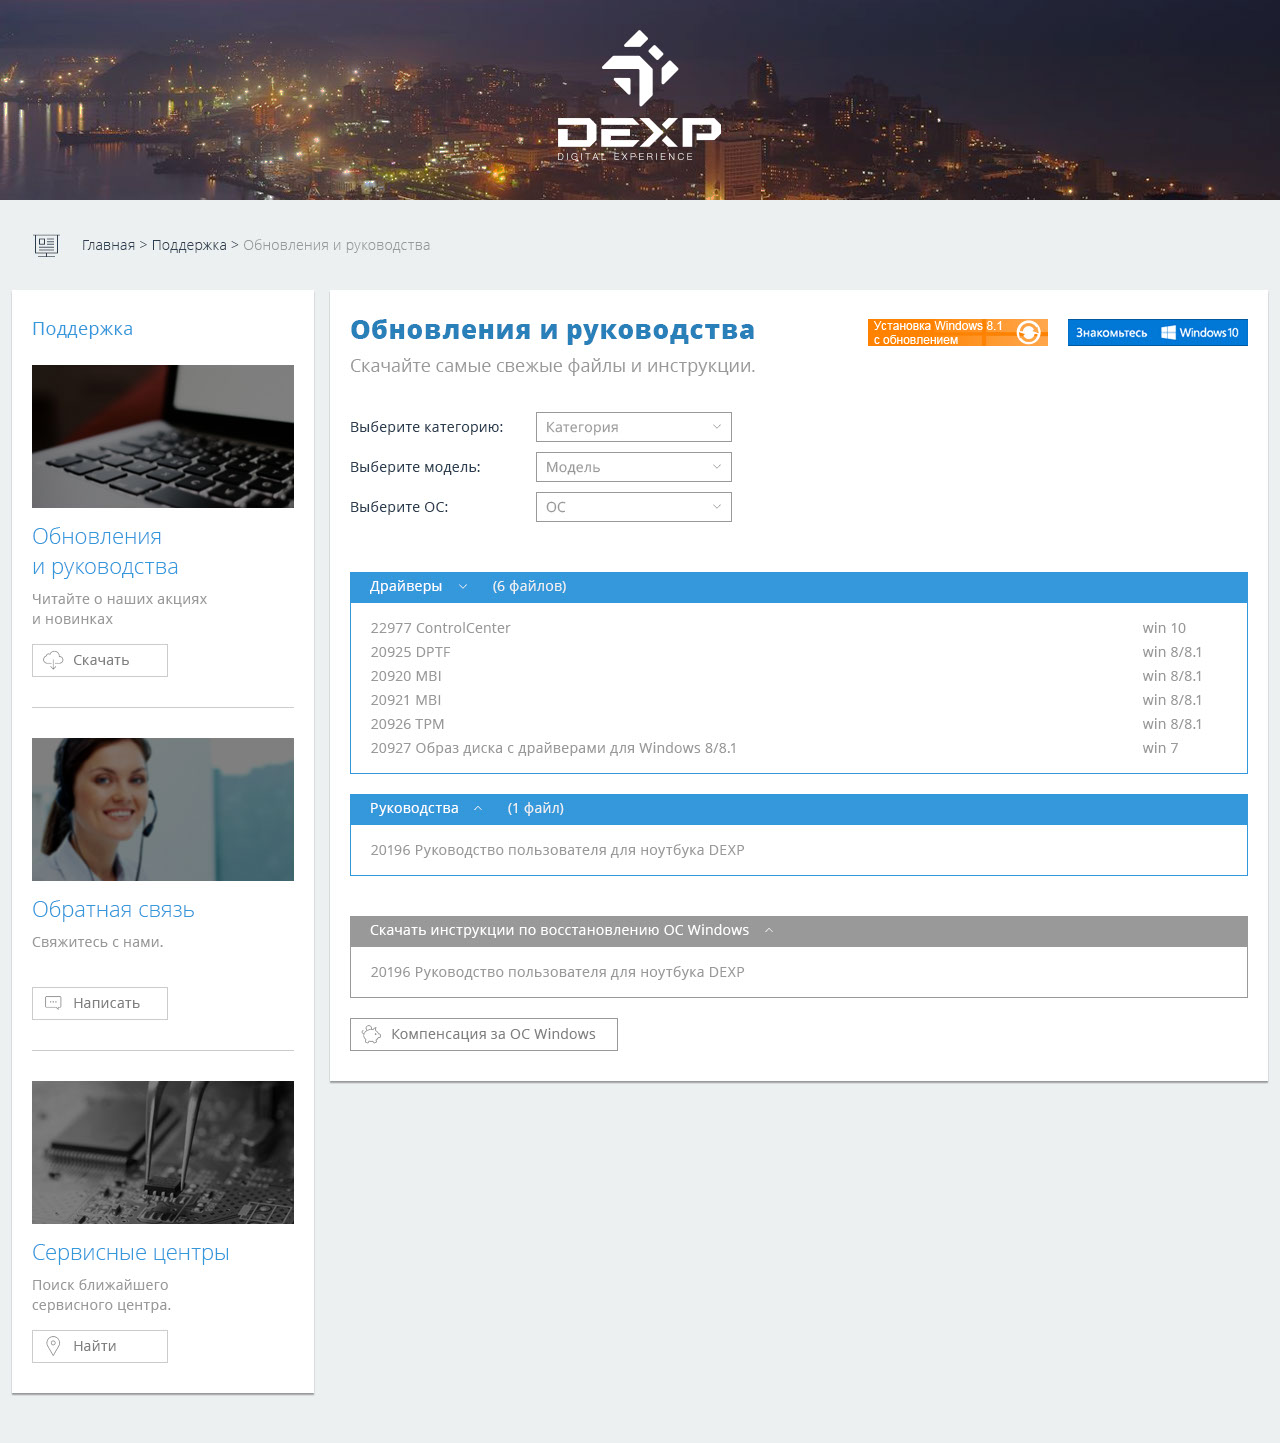 DEXP
DIGITAL EXPERIENCE
Главная > Поддержка > Обновления и руководства
Поддержка
Обновления
и руководства
Читайте о наших акциях
и новинках
Скачать
Обратная связь
Свяжитесь с нами.
Написать
Сервисные центры
Поиск ближайшего
сервисного центра.
Найти
Обновления и руководства
Скачайте самые свежие файлы и инструкции.
Установка Windows 8.1
с обновлением
Знакомьтесь Windows10
Выберите категорию: Категория
Выберите модель: Модель
Выберите ОС: ОС
Драйверы (6 файлов)
22977 ControlCenter win 10
20925 DPTF win 8/8.1
20920 MBI win 8/8.1
20921 MBI win 8/8.1
20926 TPM win 8/8.1
20927 Образ диска с драйверами для Windows 8/8.1 win 7
Руководства (1 файл)
20196 Руководство пользователя для ноутбука DEXP
Скачать инструкции по восстановлению ОС Windows
20196 Руководство пользователя для ноутбука DEXP
Компенсация за ОС Windows